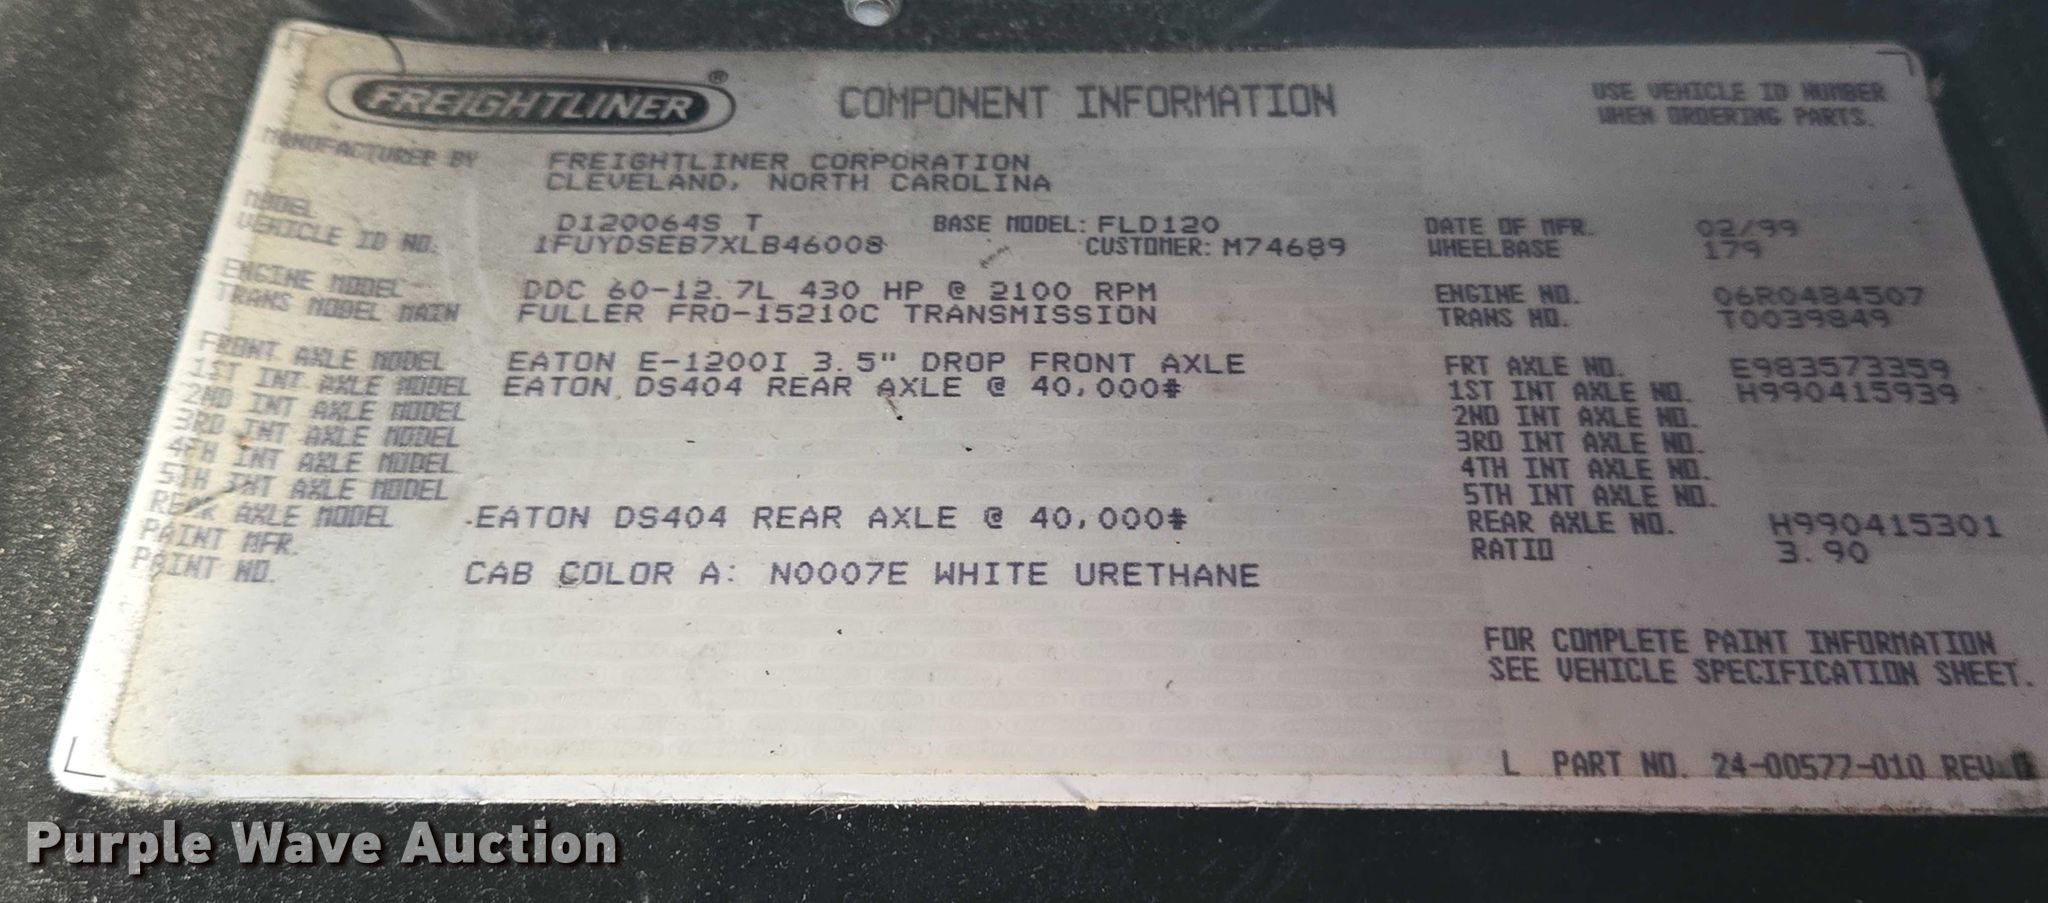 FREIGHTLINER®
COMPONENT INFORMATION
USE VEHICLE ID NUMBER
WHEN ORDERING PARTS.
MANUFACTURED BY FREIGHTLINER CORPORATION
CLEVELAND, NORTH CAROLINA
MODEL D120064S T BASE MODEL: FLD120 DATE OF MFR. 02/99
VEHICLE ID NO. 1FUYDSEB7XLB46008 CUSTOMER: M74689 WHEELBASE 179
ENGINE MODEL DDC 60-12.7L 430 HP @ 2100 RPM ENGINE NO. 06R0484507
TRANS MODEL MAIN FULLER FRO-15210C TRANSMISSION TRANS NO. T0039849
FRONT AXLE MODEL EATON E-1200I 3.5" DROP FRONT AXLE FRT AXLE NO. E983573359
1ST INT AXLE MODEL EATON DS404 REAR AXLE @ 40,000# 1ST INT AXLE NO. H990415939
2ND INT AXLE MODEL 2ND INT AXLE NO.
3RD INT AXLE MODEL 3RD INT AXLE NO.
4TH INT AXLE MODEL 4TH INT AXLE NO.
5TH INT AXLE MODEL 5TH INT AXLE NO.
REAR AXLE MODEL EATON DS404 REAR AXLE @ 40,000# REAR AXLE NO. H990415301
PAINT MFR. RATIO 3.90
PAINT NO. CAB COLOR A: N0007E WHITE URETHANE
FOR COMPLETE PAINT INFORMATION
SEE VEHICLE SPECIFICATION SHEET.
L PART NO. 24-00577-010 REV
Purple Wave Auction